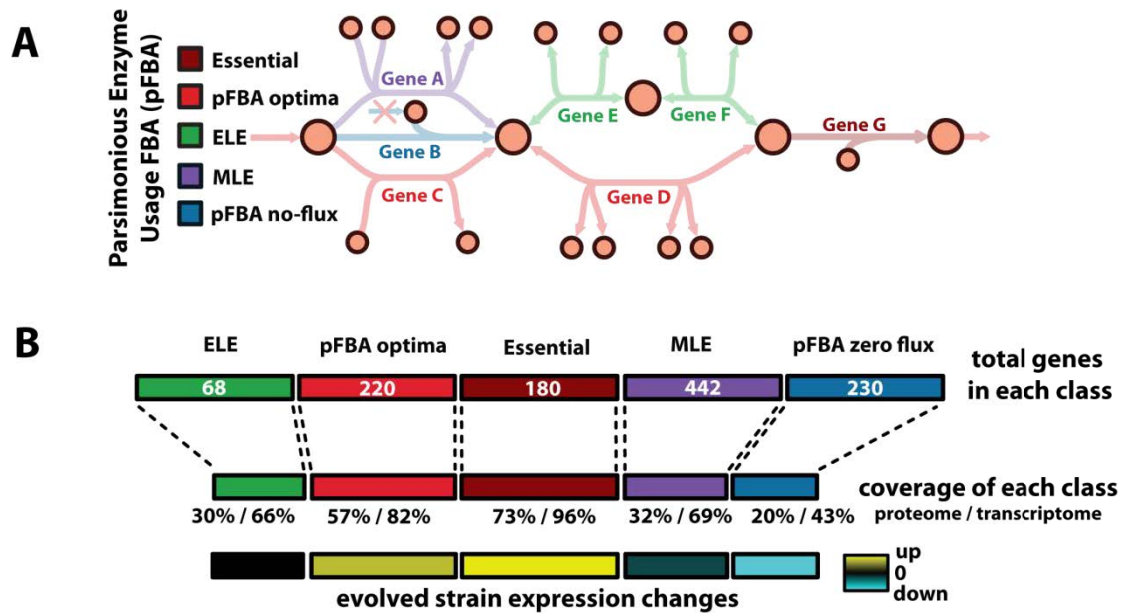 A
Parsimonious Enzyme
Usage FBA (pFBA)
Essential
pFBA optima
ELE
MLE
pFBA no-flux
Gene A
Gene B
Gene C
Gene E
Gene F
Gene D
Gene G
B
ELE
pFBA optima
Essential
MLE
pFBA zero flux
total genes
in each class
68
220
180
442
230
coverage of each class
proteome / transcriptome
30% / 66%
57% / 82%
73% / 96%
32% / 69%
20% / 43%
up
0
down
evolved strain expression changes